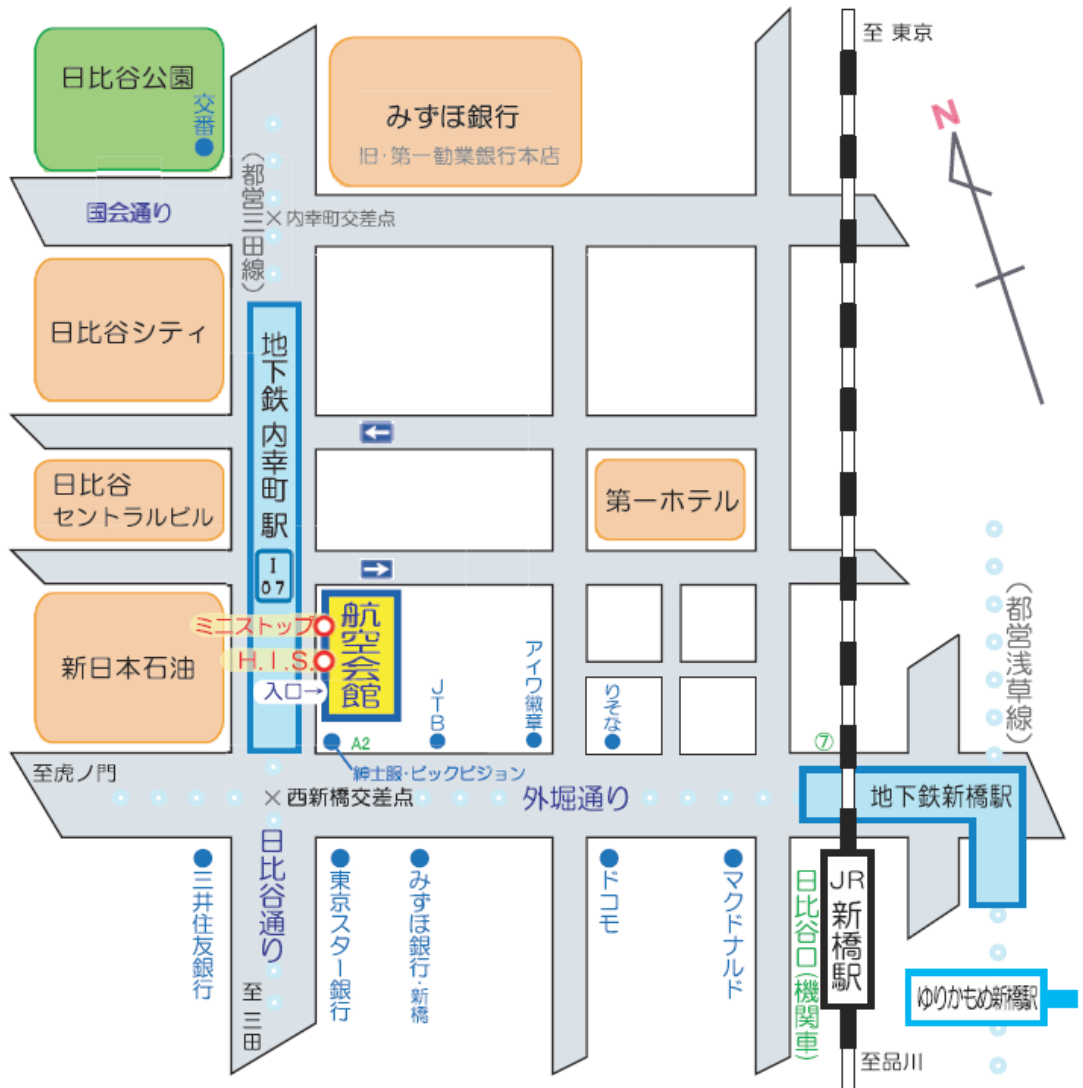 至 東京
日比谷公園
交番
みずほ銀行
旧・第一勧業銀行本店
N
(都営三田線)
国会通り
×内幸町交差点
日比谷シティ
地下鉄 内幸町 駅
I
07
←
日比谷
セントラルビル
第一ホテル
→
新日本石油
ミニストップ
H.I.S.
入口→
航空会館
JTB
アイワ徽章
りそな
(都営浅草線)
A2
⑦
紳士服・ビックビジョン
至虎ノ門
×西新橋交差点
外堀通り
地下鉄新橋駅
日比谷通り
三井住友銀行
東京スター銀行
みずほ銀行・新橋
ドコモ
マクドナルド
日比谷口(機関車)
JR
新橋駅
ゆりかもめ新橋駅
至 三田
至品川